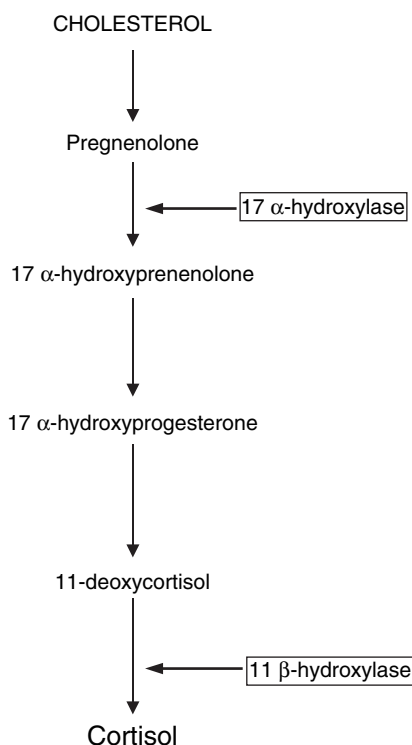 CHOLESTEROL
Pregnenolone
17 α-hydroxylase
17 α-hydroxyprenenolone
17 α-hydroxyprogesterone
11-deoxycortisol
11 β-hydroxylase
Cortisol